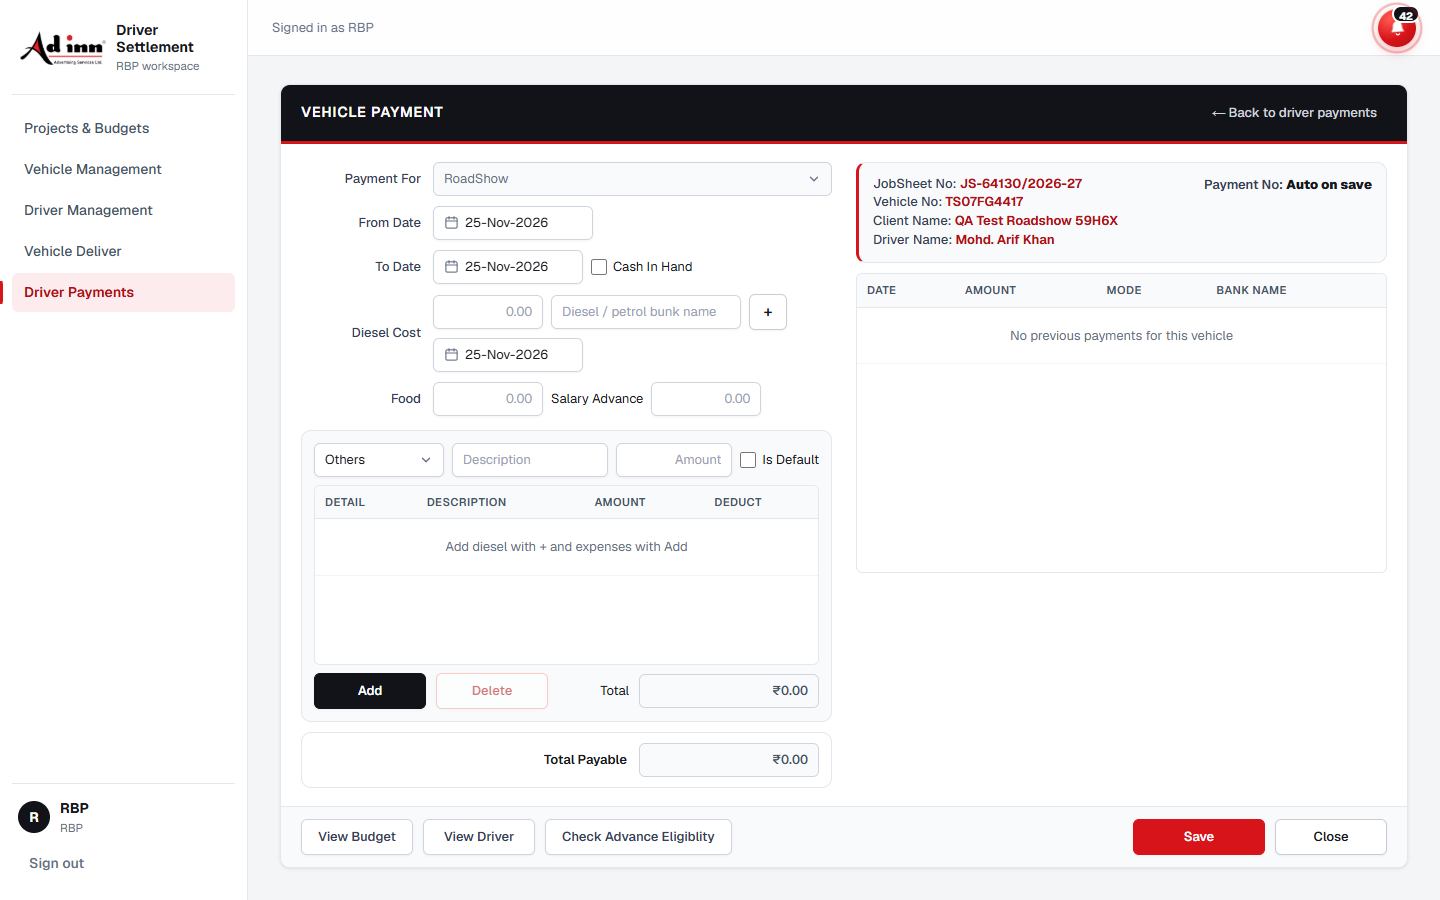 Ad inn
Advertising Services Ltd.
Driver Settlement
RBP workspace
Signed in as RBP
42
Projects & Budgets
Vehicle Management
Driver Management
Vehicle Deliver
Driver Payments
RBP
R
RBP
Sign out
VEHICLE PAYMENT
← Back to driver payments
Payment For RoadShow
From Date 25-Nov-2026
To Date 25-Nov-2026 Cash In Hand
Diesel Cost 0.00 Diesel / petrol bunk name +
25-Nov-2026
Food 0.00 Salary Advance 0.00
Others Description Amount Is Default
DETAIL DESCRIPTION AMOUNT DEDUCT
Add diesel with + and expenses with Add
Add Delete Total ₹0.00
Total Payable ₹0.00
JobSheet No: JS-64130/2026-27 Payment No: Auto on save
Vehicle No: TS07FG4417
Client Name: QA Test Roadshow 59H6X
Driver Name: Mohd. Arif Khan
DATE AMOUNT MODE BANK NAME
No previous payments for this vehicle
View Budget View Driver Check Advance Eligiblity Save Close